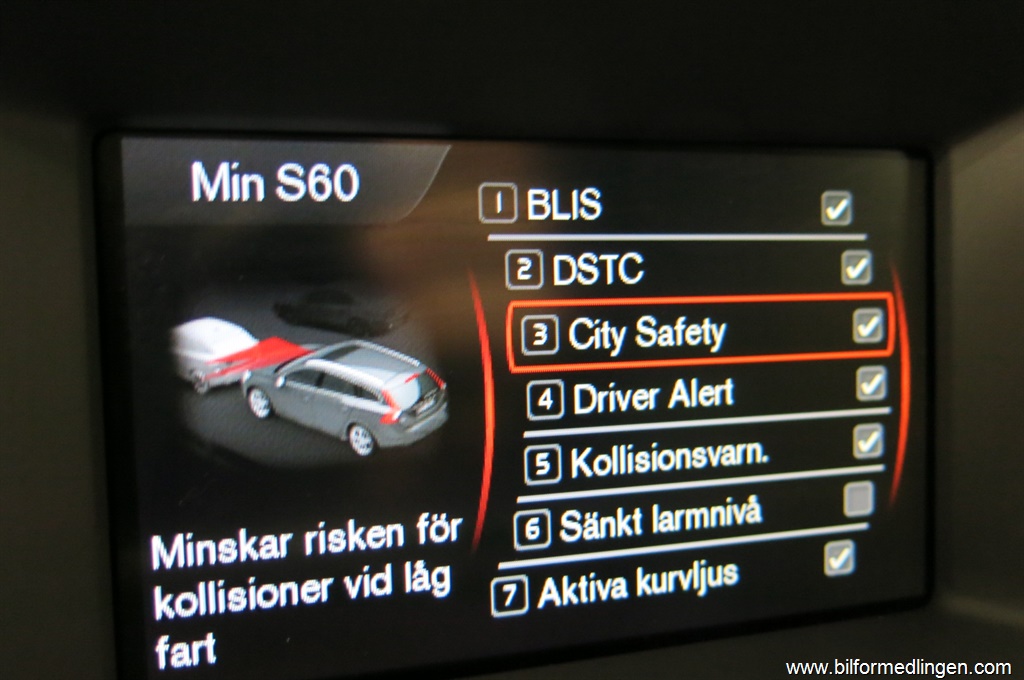 Min S60
1 BLIS
2 DSTC
3 City Safety
4 Driver Alert
5 Kollisionsvarn.
6 Sänkt larmnivå
7 Aktiva kurvljus
Minskar risken för
kollisioner vid låg
fart
www.bilformedlingen.com